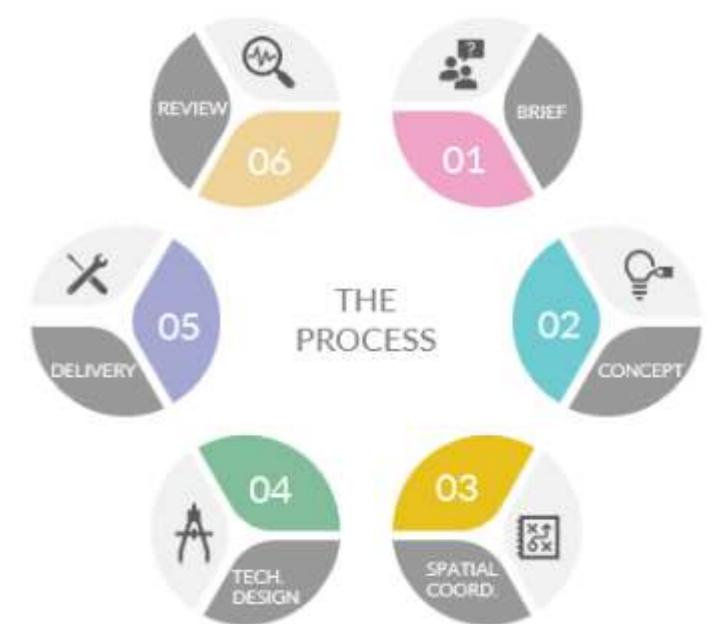 THE
PROCESS
01
BRIEF
?
02
CONCEPT
03
SPATIAL
COORD.
04
TECH.
DESIGN
05
DELIVERY
06
REVIEW